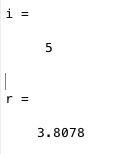 i =
5
r =
3.8078